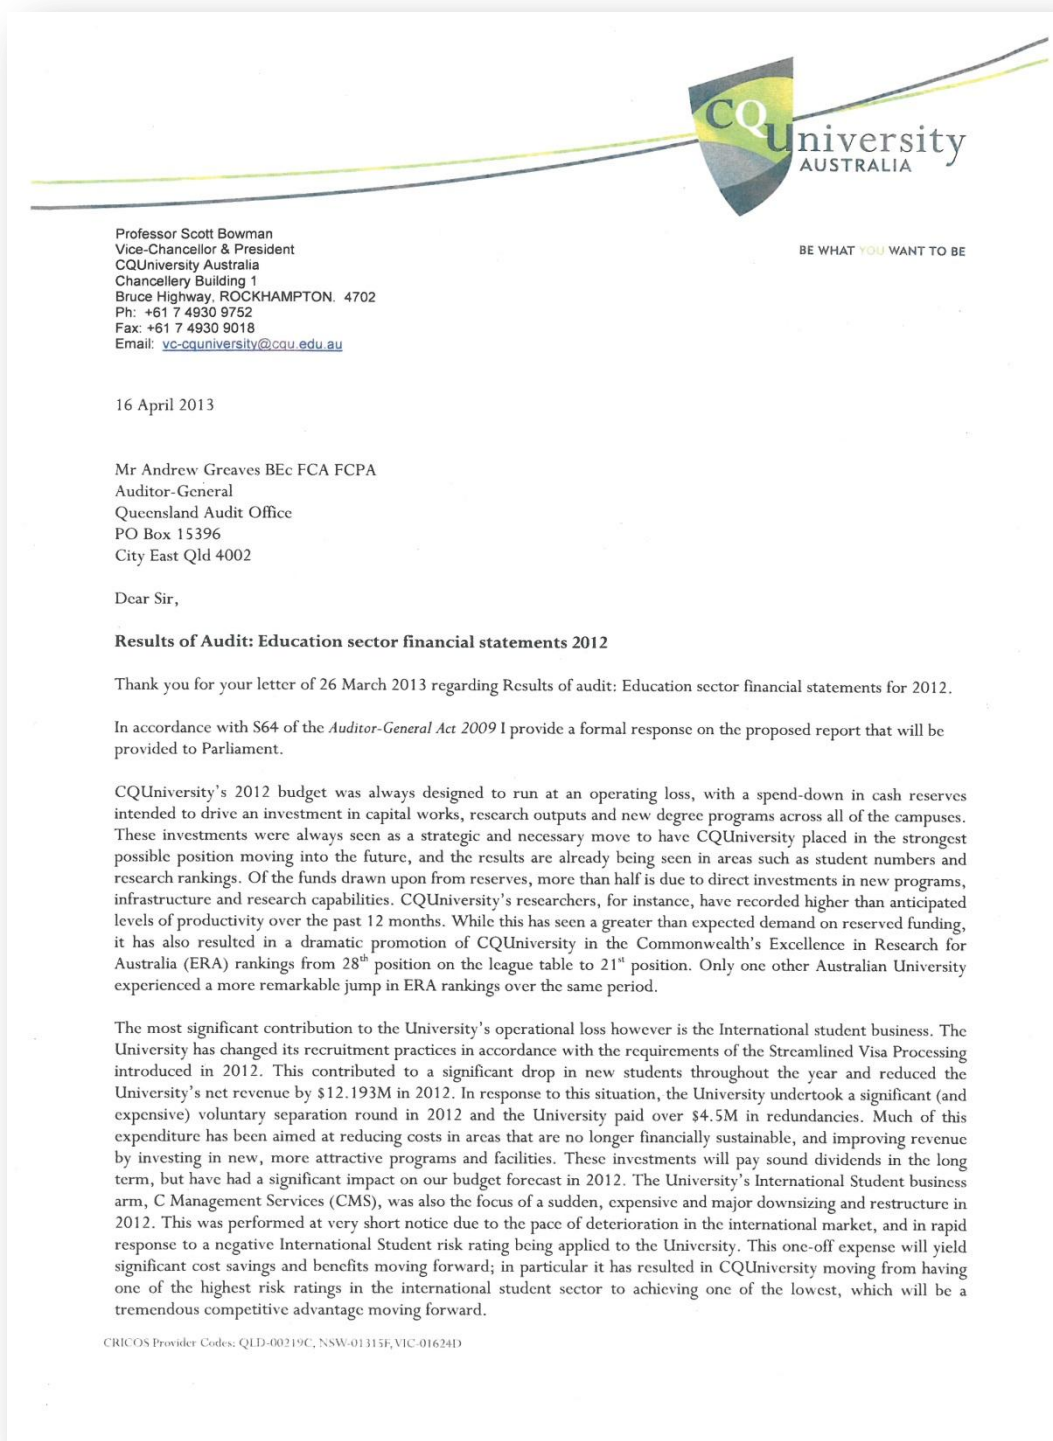 CQUniversity
AUSTRALIA
BE WHAT YOU WANT TO BE
Professor Scott Bowman
Vice-Chancellor & President
CQUniversity Australia
Chancellery Building 1
Bruce Highway, ROCKHAMPTON. 4702
Ph: +61 7 4930 9752
Fax: +61 7 4930 9018
Email: vc-cquniversity@cqu.edu.au
16 April 2013
Mr Andrew Greaves BEc FCA FCPA
Auditor-General
Queensland Audit Office
PO Box 15396
City East Qld 4002
Dear Sir,
Results of Audit: Education sector financial statements 2012
Thank you for your letter of 26 March 2013 regarding Results of audit: Education sector financial statements for 2012.
In accordance with S64 of the Auditor-General Act 2009 I provide a formal response on the proposed report that will be
provided to Parliament.
CQUniversity's 2012 budget was always designed to run at an operating loss, with a spend-down in cash reserves
intended to drive an investment in capital works, research outputs and new degree programs across all of the campuses.
These investments were always seen as a strategic and necessary move to have CQUniversity placed in the strongest
possible position moving into the future, and the results are already being seen in areas such as student numbers and
research rankings. Of the funds drawn upon from reserves, more than half is due to direct investments in new programs,
infrastructure and research capabilities. CQUniversity's researchers, for instance, have recorded higher than anticipated
levels of productivity over the past 12 months. While this has seen a greater than expected demand on reserved funding,
it has also resulted in a dramatic promotion of CQUniversity in the Commonwealth's Excellence in Research for
Australia (ERA) rankings from 28th position on the league table to 21st position. Only one other Australian University
experienced a more remarkable jump in ERA rankings over the same period.
The most significant contribution to the University's operational loss however is the International student business. The
University has changed its recruitment practices in accordance with the requirements of the Streamlined Visa Processing
introduced in 2012. This contributed to a significant drop in new students throughout the year and reduced the
University's net revenue by $12.193M in 2012. In response to this situation, the University undertook a significant (and
expensive) voluntary separation round in 2012 and the University paid over $4.5M in redundancies. Much of this
expenditure has been aimed at reducing costs in areas that are no longer financially sustainable, and improving revenue
by investing in new, more attractive programs and facilities. These investments will pay sound dividends in the long
term, but have had a significant impact on our budget forecast in 2012. The University's International Student business
arm, C Management Services (CMS), was also the focus of a sudden, expensive and major downsizing and restructure in
2012. This was performed at very short notice due to the pace of deterioration in the international market, and in rapid
response to a negative International Student risk rating being applied to the University. This one-off expense will yield
significant cost savings and benefits moving forward; in particular it has resulted in CQUniversity moving from having
one of the highest risk ratings in the international student sector to achieving one of the lowest, which will be a
tremendous competitive advantage moving forward.
CRICOS Provider Codes: QLD-00219C, NSW-01315F, VIC-01624D